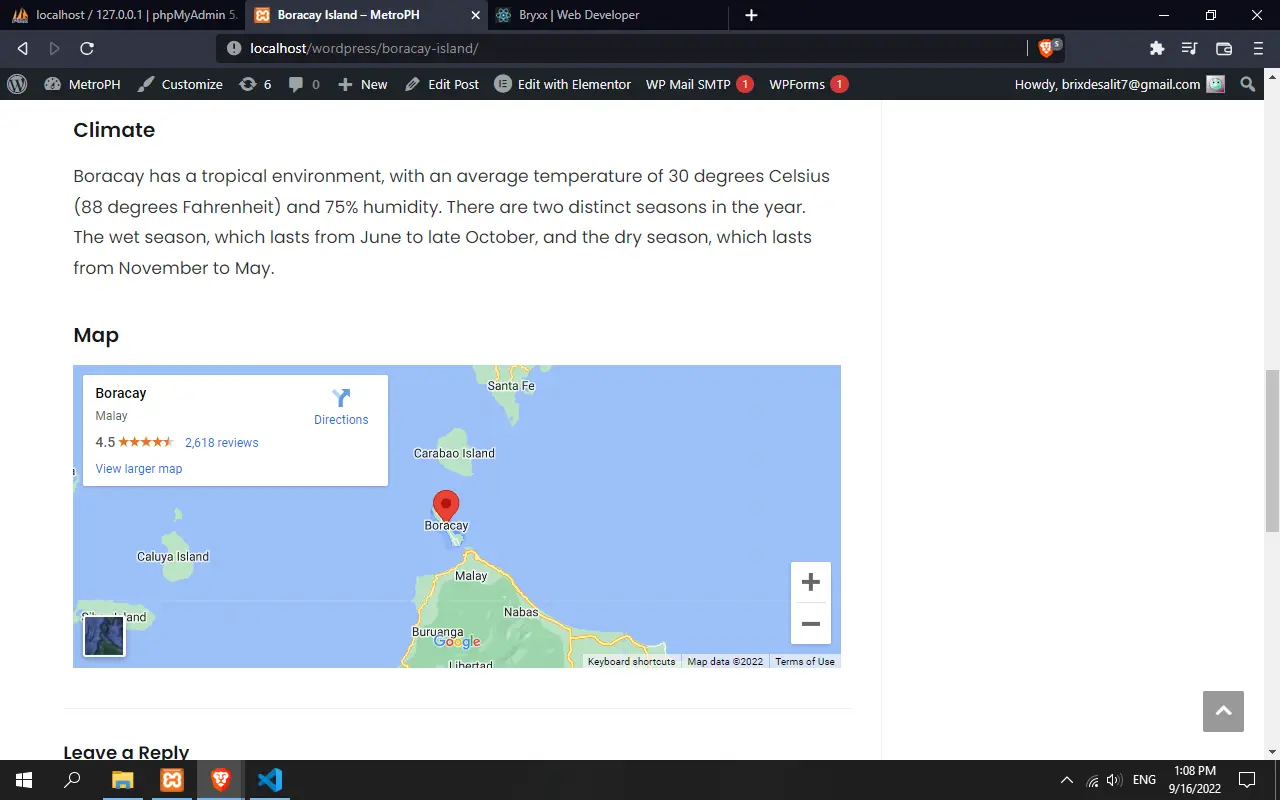 localhost / 127.0.0.1 | phpMyAdmin 5.
Boracay Island – MetroPH
Bryxx | Web Developer
localhost/wordpress/boracay-island/
5
MetroPH
Customize
6
0
New
Edit Post
Edit with Elementor
WP Mail SMTP 1
WPForms 1
Howdy, brixdesalit7@gmail.com
Climate
Boracay has a tropical environment, with an average temperature of 30 degrees Celsius
(88 degrees Fahrenheit) and 75% humidity. There are two distinct seasons in the year.
The wet season, which lasts from June to late October, and the dry season, which lasts
from November to May.
Map
Boracay
Malay
Directions
4.5
2,618 reviews
View larger map
Santa Fe
Carabao Island
Boracay
Caluya Island
Malay
Nabas
Buruanga
Google
Libertad
Keyboard shortcuts
Map data ©2022
Terms of Use
Leave a Reply
ENG
1:08 PM
9/16/2022